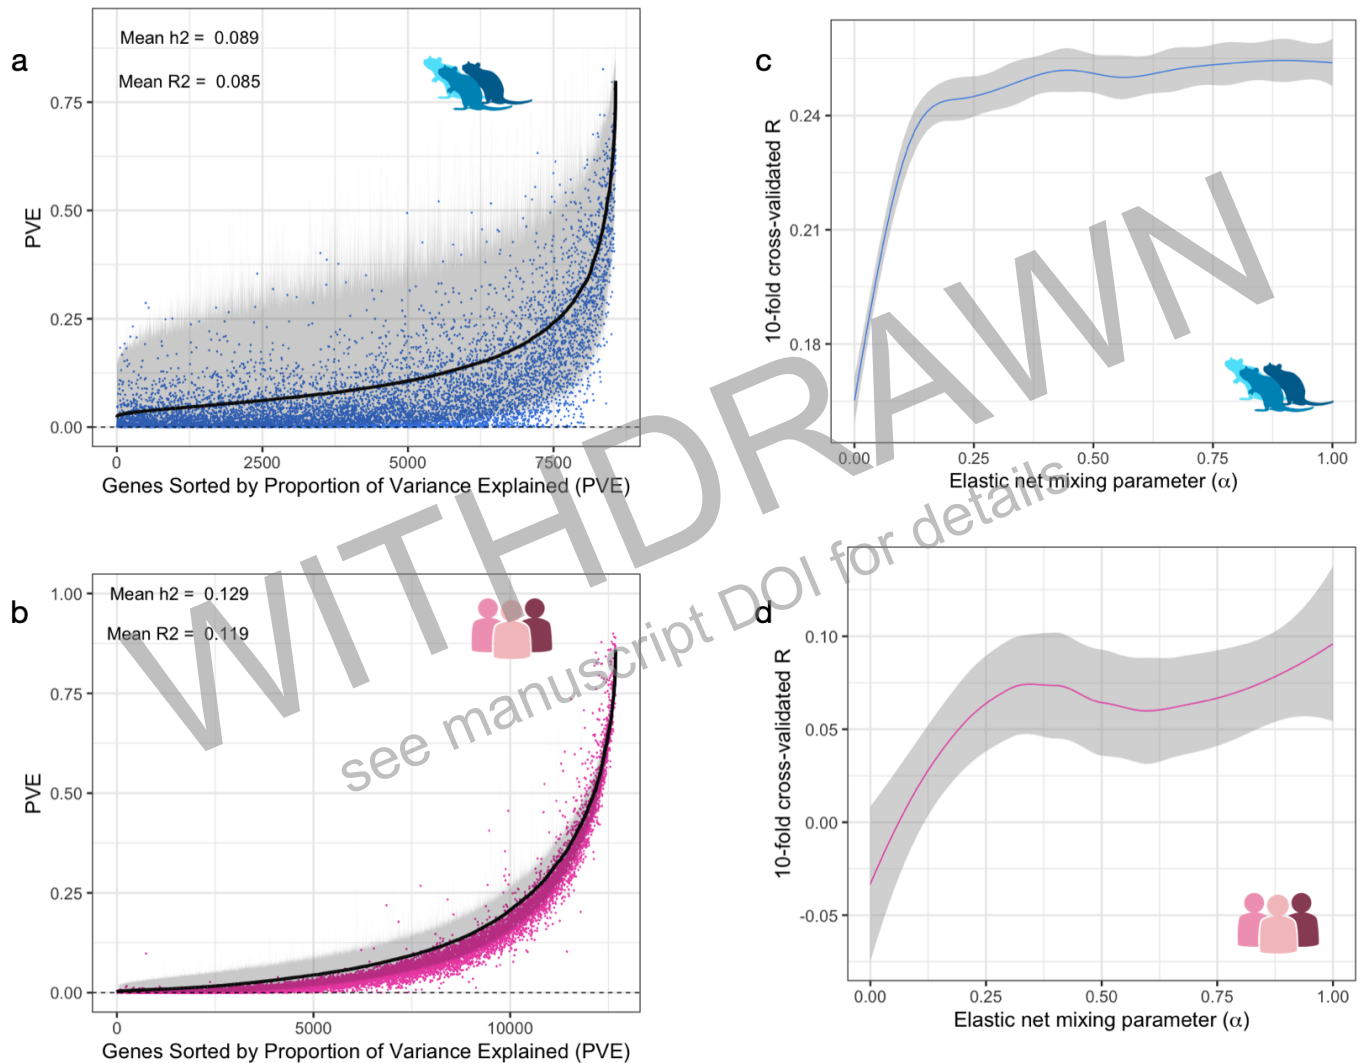 a
Mean h2 = 0.089
Mean R2 = 0.085
PVE
0.75
0.50
0.25
0.00
0 2500 5000 7500
Genes Sorted by Proportion of Variance Explained (PVE)
c
10-fold cross-validated R
0.24
0.21
0.18
0.00 0.25 0.50 0.75 1.00
Elastic net mixing parameter (α)
b
Mean h2 = 0.129
Mean R2 = 0.119
PVE
1.00
0.75
0.50
0.25
0.00
0 5000 10000
Genes Sorted by Proportion of Variance Explained (PVE)
d
10-fold cross-validated R
0.10
0.05
0.00
-0.05
0.00 0.25 0.50 0.75 1.00
Elastic net mixing parameter (α)
WITHDRAWN
see manuscript DOI for details